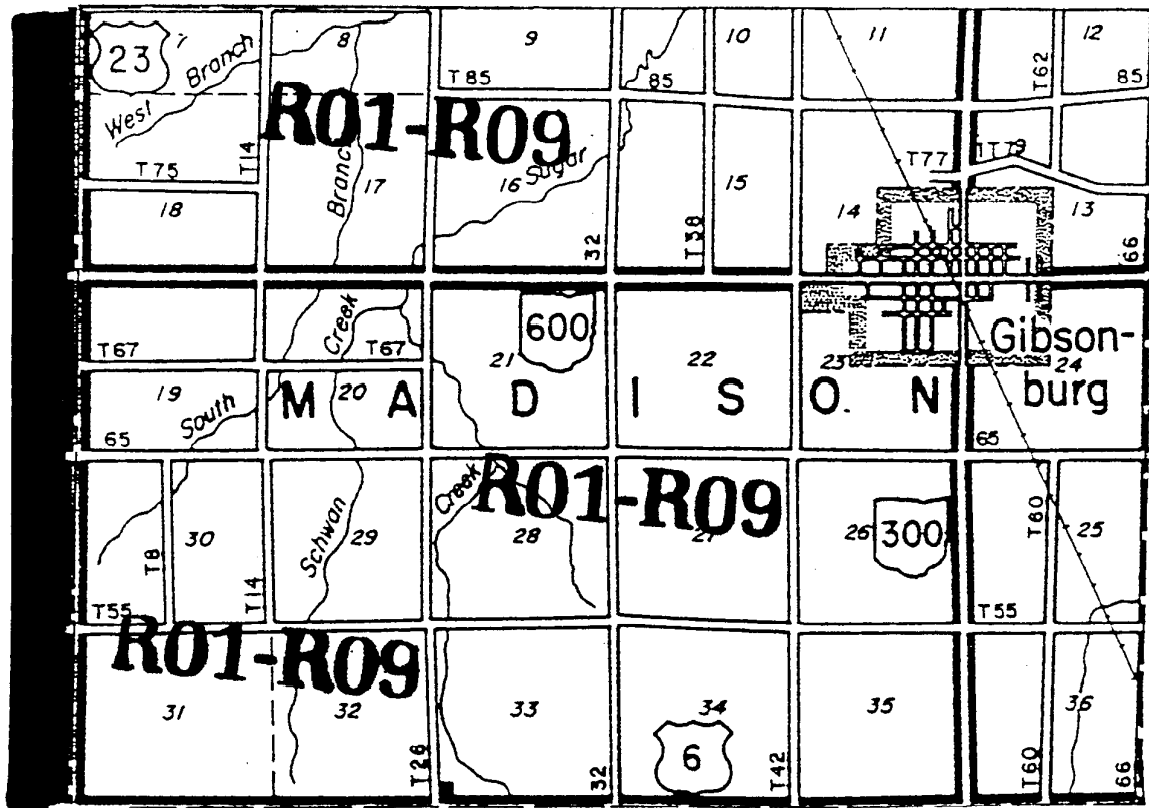 23
7
8
9
10
11
12
West Branch
T85
85
T62
85
R01-R09
T75
T14
Branch
17
16
Sugar
15
T77
T79
18
32
T38
14
13
66
Creek
600
T67
T67
21
22
23
Gibson-
burg
24
19
South
20
M A D I S O N
65
65
R01-R09
Creek
30
T8
T14
Schwan
29
28
27
26
300
T60
25
T55
T55
R01-R09
31
32
33
34
35
36
T26
32
6
T42
T60
66